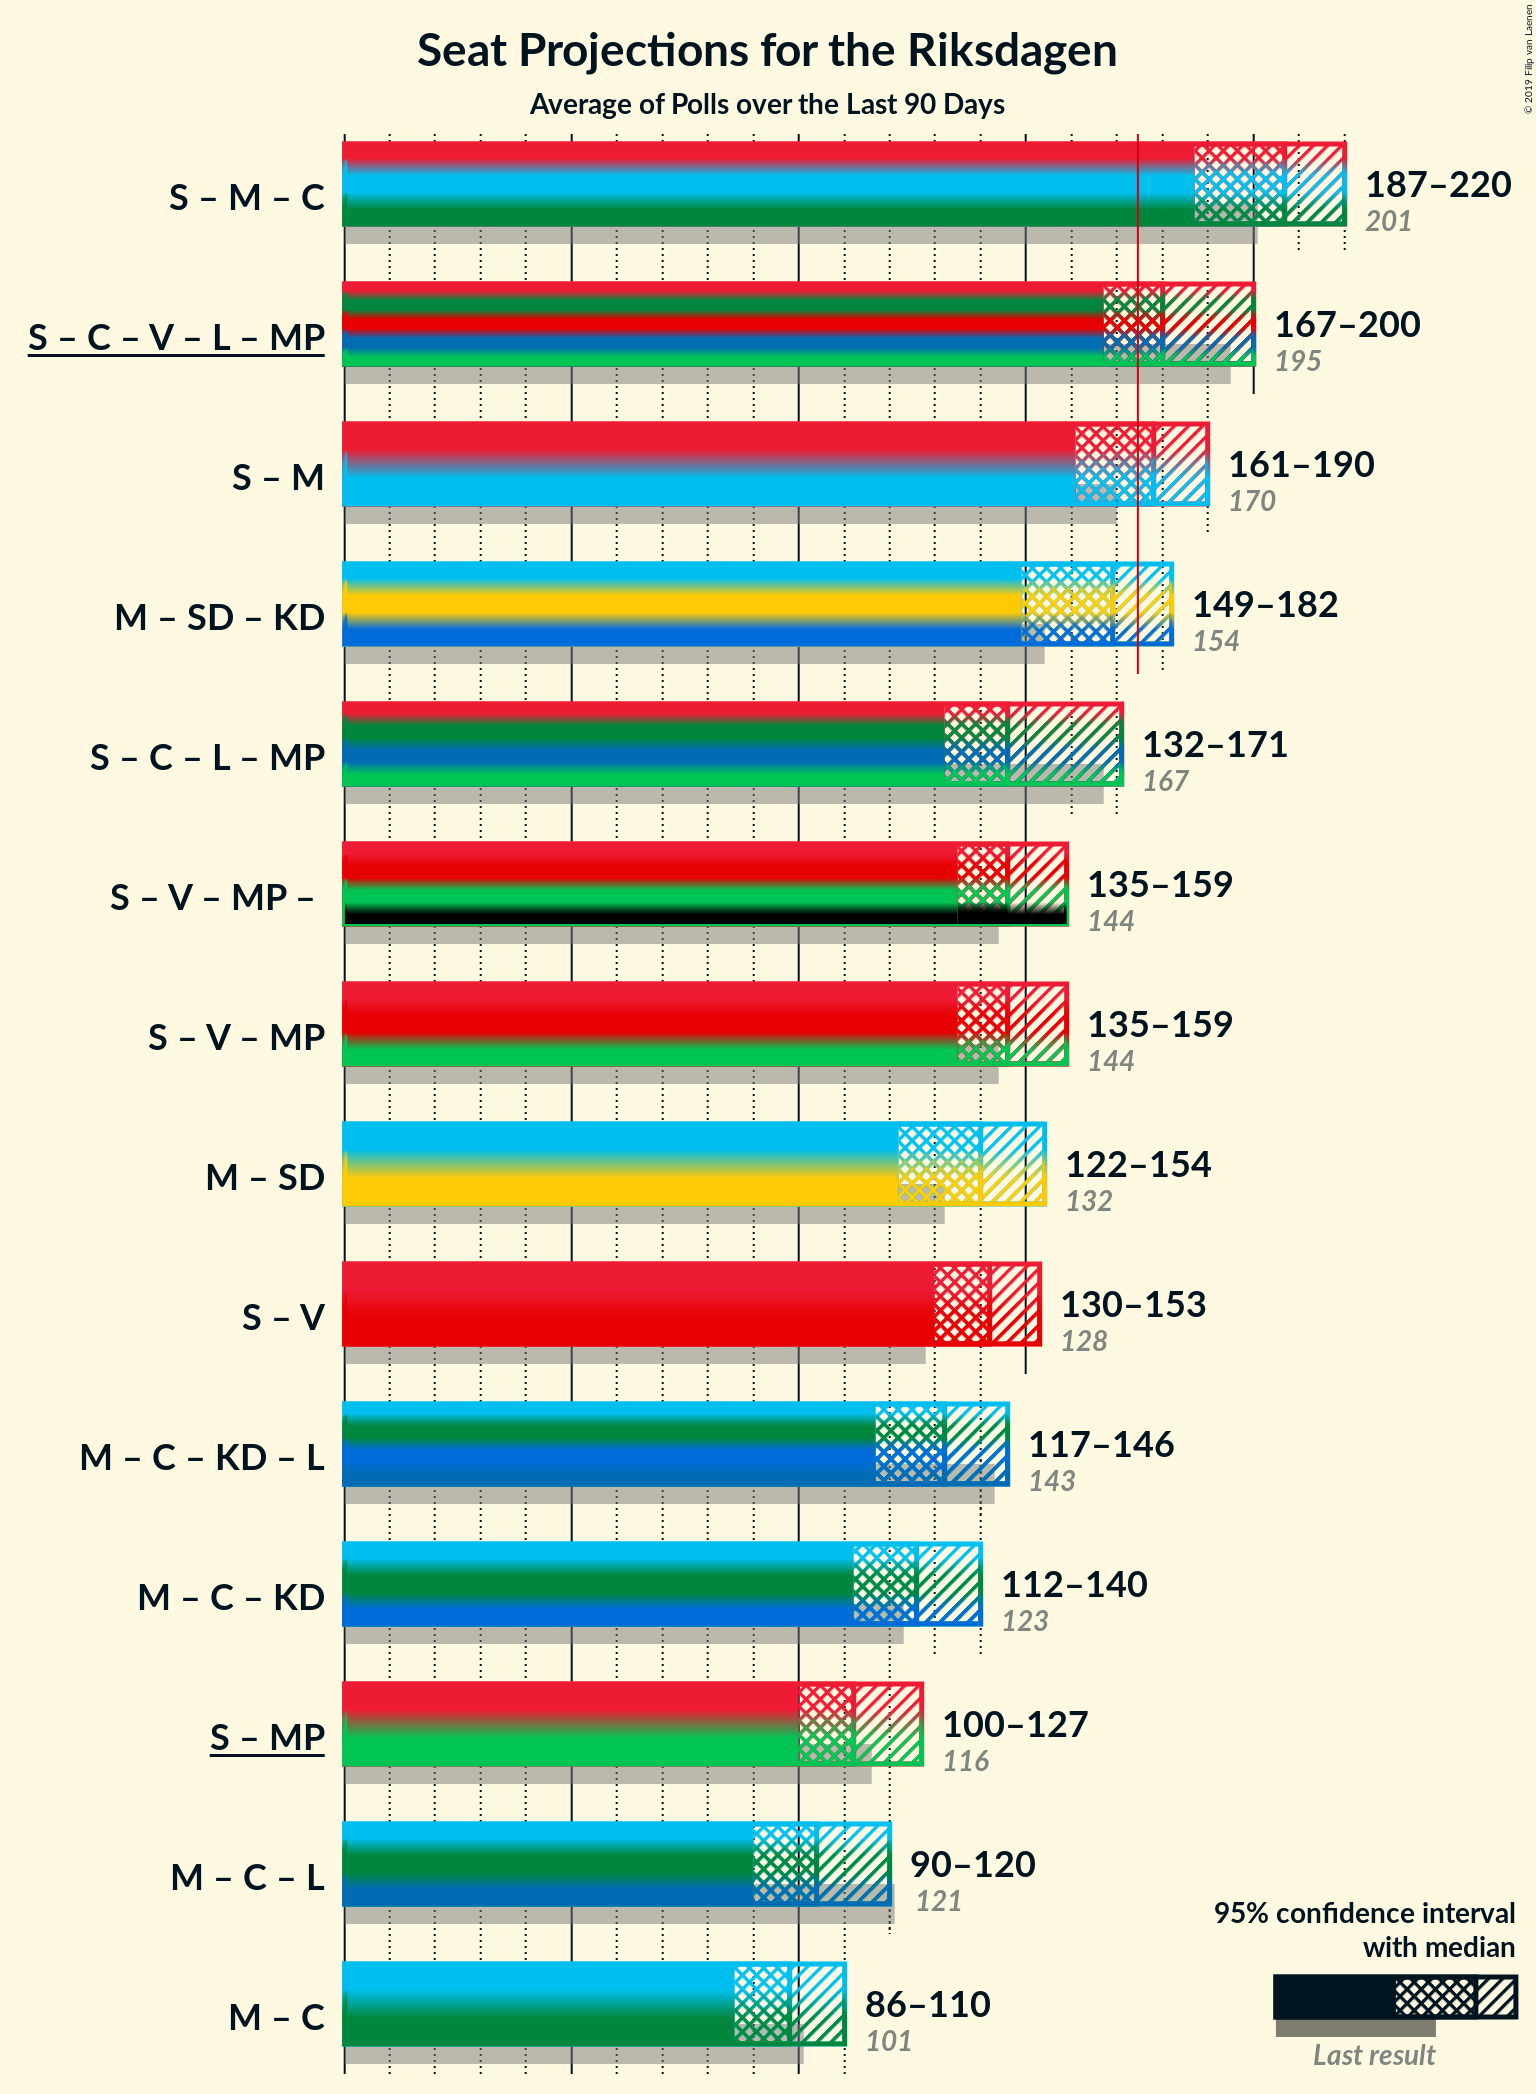 Seat Projections for the Riksdagen
Average of Polls over the Last 90 Days
© 2019 Filip van Laenen
S – M – C
187–220
201
S – C – V – L – MP
167–200
195
S – M
161–190
170
M – SD – KD
149–182
154
S – C – L – MP
132–171
167
S – V – MP –
135–159
144
S – V – MP
135–159
144
M – SD
122–154
132
S – V
130–153
128
M – C – KD – L
117–146
143
M – C – KD
112–140
123
S – MP
100–127
116
M – C – L
90–120
121
M – C
86–110
101
95% confidence interval
with median
Last result